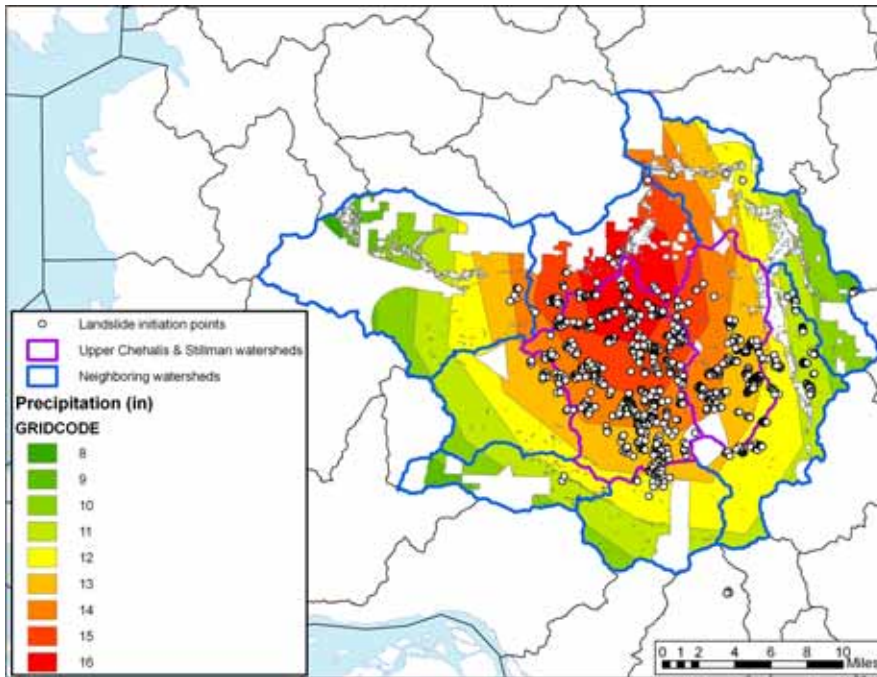 Landslide initiation points
Upper Chehalis & Stillman watersheds
Neighboring watersheds
Precipitation (in)
GRIDCODE
8
9
10
11
12
13
14
15
16
0 1 2 4 6 8 10
Miles